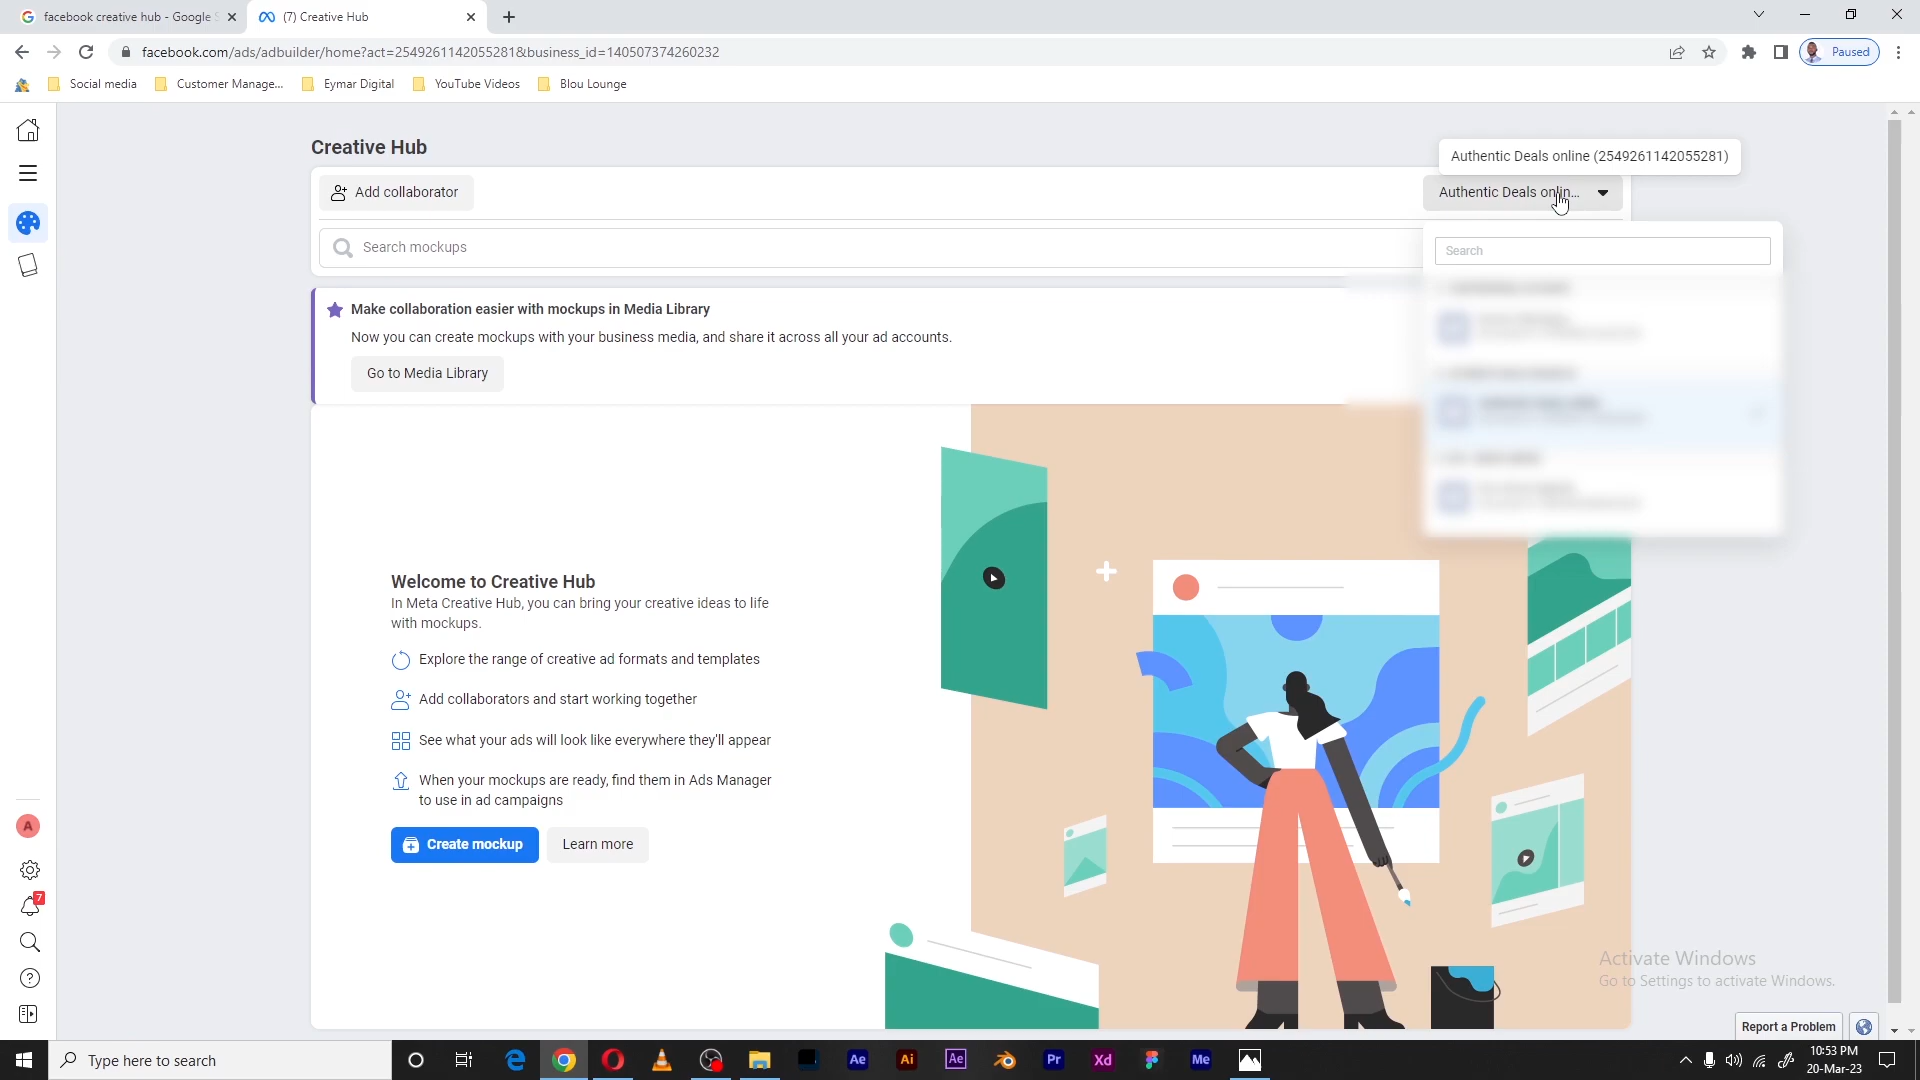 facebook creative hub - Google S
(7) Creative Hub
facebook.com/ads/adbuilder/home?act=2549261142055281&business_id=140507374260232
Paused
Social media
Customer Manage...
Eymar Digital
YouTube Videos
Blou Lounge
Creative Hub
Authentic Deals online (2549261142055281)
Add collaborator
Authentic Deals onlin...
Search mockups
Search
Make collaboration easier with mockups in Media Library
Now you can create mockups with your business media, and share it across all your ad accounts.
Go to Media Library
Welcome to Creative Hub
In Meta Creative Hub, you can bring your creative ideas to life
with mockups.
Explore the range of creative ad formats and templates
Add collaborators and start working together
See what your ads will look like everywhere they'll appear
When your mockups are ready, find them in Ads Manager
to use in ad campaigns
Create mockup
Learn more
A
7
Activate Windows
Go to Settings to activate Windows.
Report a Problem
Type here to search
Ae
Ai
Ae
Pr
Xd
Me
10:53 PM
20-Mar-23